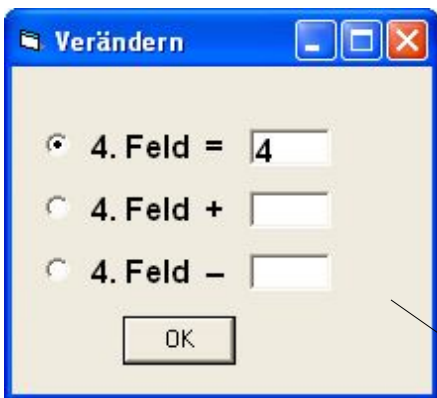 Verändern
4. Feld = 4
4. Feld +
4. Feld –
OK